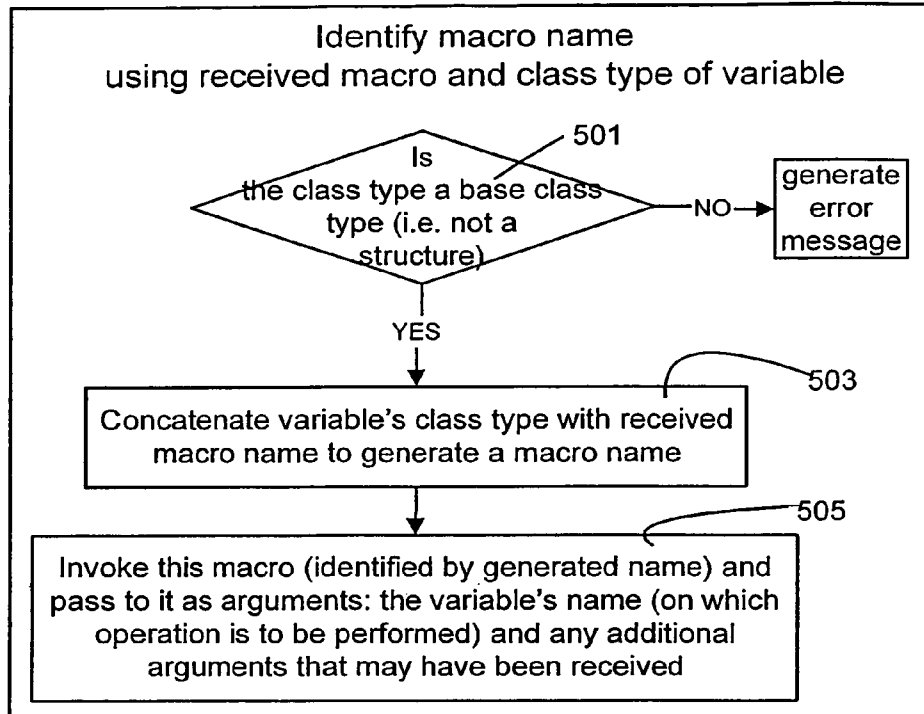 Identify macro name
using received macro and class type of variable
501
Is
the class type a base class
type (i.e. not a
structure)
NO
generate
error
message
YES
503
Concatenate variable's class type with received
macro name to generate a macro name
505
Invoke this macro (identified by generated name) and
pass to it as arguments: the variable's name (on which
operation is to be performed) and any additional
arguments that may have been received